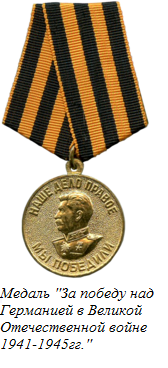 НАШЕ ДЕЛО ПРАВОЕ
МЫ ПОБЕДИЛИ
Медаль "За победу над
Германией в Великой
Отечественной войне
1941-1945гг."